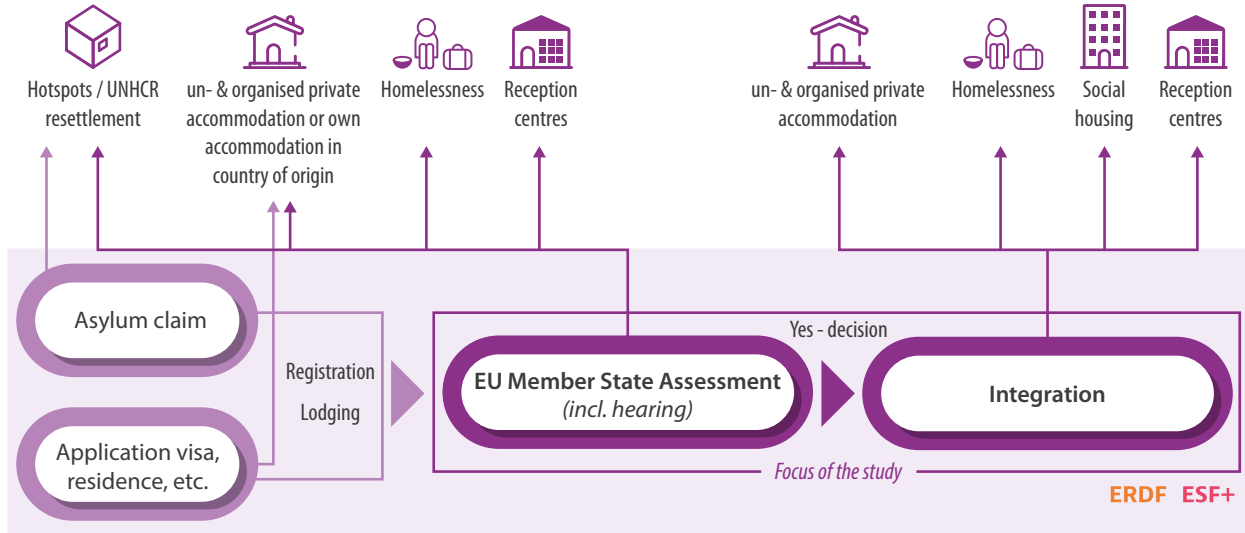 Hotspots / UNHCR
resettlement
un- & organised private
accommodation or own
accommodation in
country of origin
Homelessness
Reception
centres
un- & organised private
accommodation
Homelessness
Social
housing
Reception
centres
Asylum claim
Application visa,
residence, etc.
Registration
Lodging
EU Member State Assessment
(incl. hearing)
Yes - decision
Integration
Focus of the study
ERDF ESF+